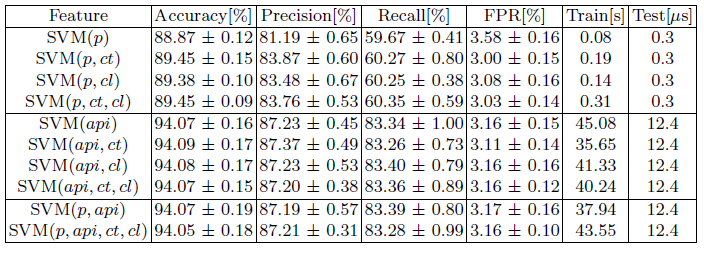 Feature Accuracy[%] Precision[%] Recall[%] FPR[%] Train[s] Test[μs]
SVM(p) 88.87 ± 0.12 81.19 ± 0.65 59.67 ± 0.41 3.58 ± 0.16 0.08 0.3
SVM(p, ct) 89.45 ± 0.15 83.87 ± 0.60 60.27 ± 0.80 3.00 ± 0.15 0.19 0.3
SVM(p, cl) 89.38 ± 0.10 83.48 ± 0.67 60.25 ± 0.38 3.08 ± 0.16 0.14 0.3
SVM(p, ct, cl) 89.45 ± 0.09 83.76 ± 0.53 60.35 ± 0.59 3.03 ± 0.14 0.31 0.3
SVM(api) 94.07 ± 0.16 87.23 ± 0.45 83.34 ± 1.00 3.16 ± 0.15 45.08 12.4
SVM(api, ct) 94.09 ± 0.17 87.37 ± 0.49 83.26 ± 0.73 3.11 ± 0.14 35.65 12.4
SVM(api, cl) 94.08 ± 0.17 87.23 ± 0.53 83.40 ± 0.79 3.16 ± 0.16 41.33 12.4
SVM(api, ct, cl) 94.07 ± 0.15 87.20 ± 0.38 83.36 ± 0.89 3.16 ± 0.12 40.24 12.4
SVM(p, api) 94.07 ± 0.19 87.19 ± 0.57 83.39 ± 0.80 3.17 ± 0.16 37.94 12.4
SVM(p, api, ct, cl) 94.05 ± 0.18 87.21 ± 0.31 83.28 ± 0.99 3.16 ± 0.10 43.55 12.4